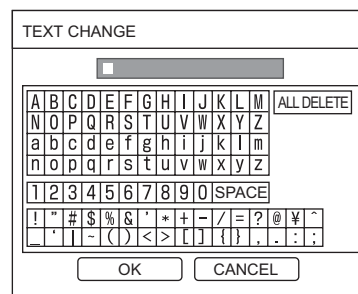 TEXT CHANGE
A B C D E F G H I J K L M ALL DELETE
N O P Q R S T U V W X Y Z
a b c d e f g h i j k l m
n o p q r s t u v w x y z
1 2 3 4 5 6 7 8 9 0 SPACE
! " # $ % & ' * + - / = ? @ ¥ ^
_ ` | ~ ( ) < > [ ] { } , . : ;
OK CANCEL